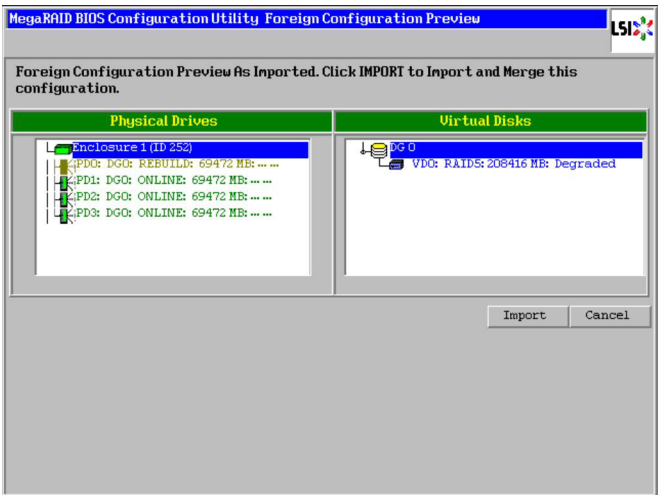 MegaRAID BIOS Configuration Utility Foreign Configuration Preview
LSI
Foreign Configuration Preview As Imported. Click IMPORT to Import and Merge this
configuration.
Physical Drives
Enclosure 1 (ID 252)
PD0: DG0: REBUILD: 69472 MB: ... ...
PD1: DG0: ONLINE: 69472 MB: ... ...
PD2: DG0: ONLINE: 69472 MB: ... ...
PD3: DG0: ONLINE: 69472 MB: ... ...
Virtual Disks
DG 0
VD0: RAID5: 208416 MB: Degraded
Import
Cancel